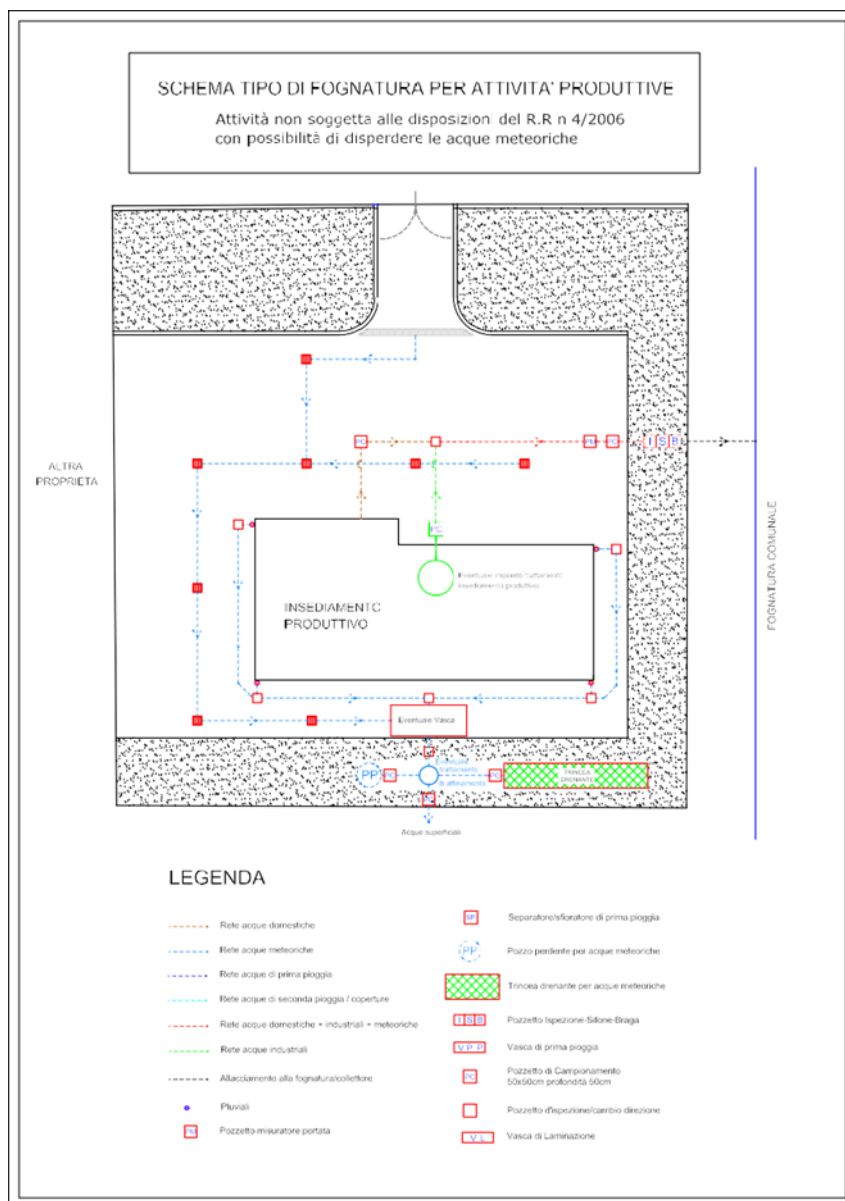 SCHEMA TIPO DI FOGNATURA PER ATTIVITA' PRODUTTIVE
Attività non soggetta alle disposizioni del R.R n 4/2006
con possibilità di disperdere le acque meteoriche
PC
PM
PC
I S B
ALTRA
PROPRIETA
FOGNATURA COMUNALE
PC
Eventuale impianto trattamento
insediamento produttivo
INSEDIAMENTO
PRODUTTIVO
Eventuale Vasca
Eventuale
trattamento
di affinamento
PP
PC
PC
TRINCEA
DRENANTE
Acque superficiali
LEGENDA
Rete acque domestiche
Rete acque meteoriche
Rete acque di prima pioggia
Rete acque di seconda pioggia / coperture
Rete acque domestiche + industriali + meteoriche
Rete acque industriali
Allacciamento alla fognatura/collettore
Pluviali
PM
Pozzetto misuratore portata
SP
Separatore/sfioratore di prima pioggia
PP
Pozzo perdente per acque meteoriche
Trincea drenante per acque meteoriche
I S B
Pozzetto Ispezione-Sifone-Braga
V.P.P
Vasca di prima pioggia
PC
Pozzetto di Campionamento
50x50cm profondità 50cm
Pozzetto d'ispezione/cambio direzione
V.L
Vasca di Laminazione